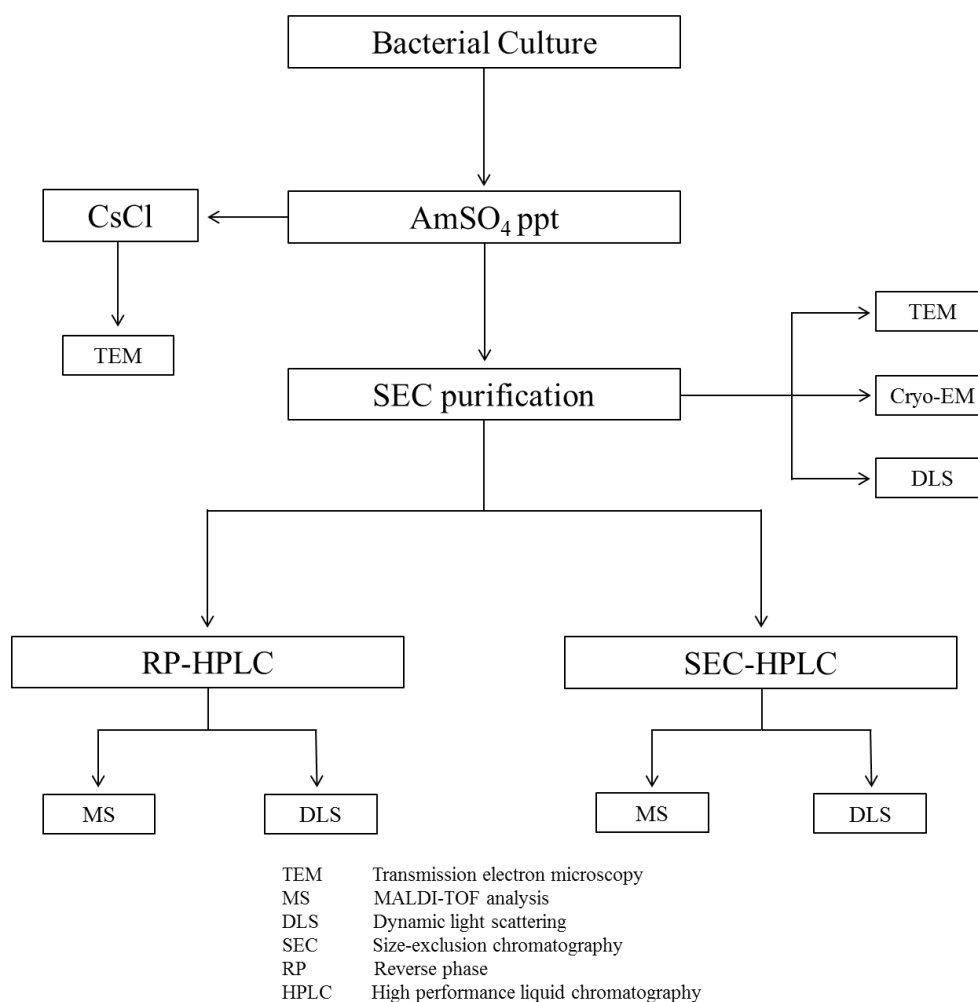 Bacterial Culture
CsCl
AmSO₄ ppt
TEM
TEM
SEC purification
Cryo-EM
DLS
RP-HPLC
SEC-HPLC
MS
DLS
MS
DLS
TEM Transmission electron microscopy
MS MALDI-TOF analysis
DLS Dynamic light scattering
SEC Size-exclusion chromatography
RP Reverse phase
HPLC High performance liquid chromatography